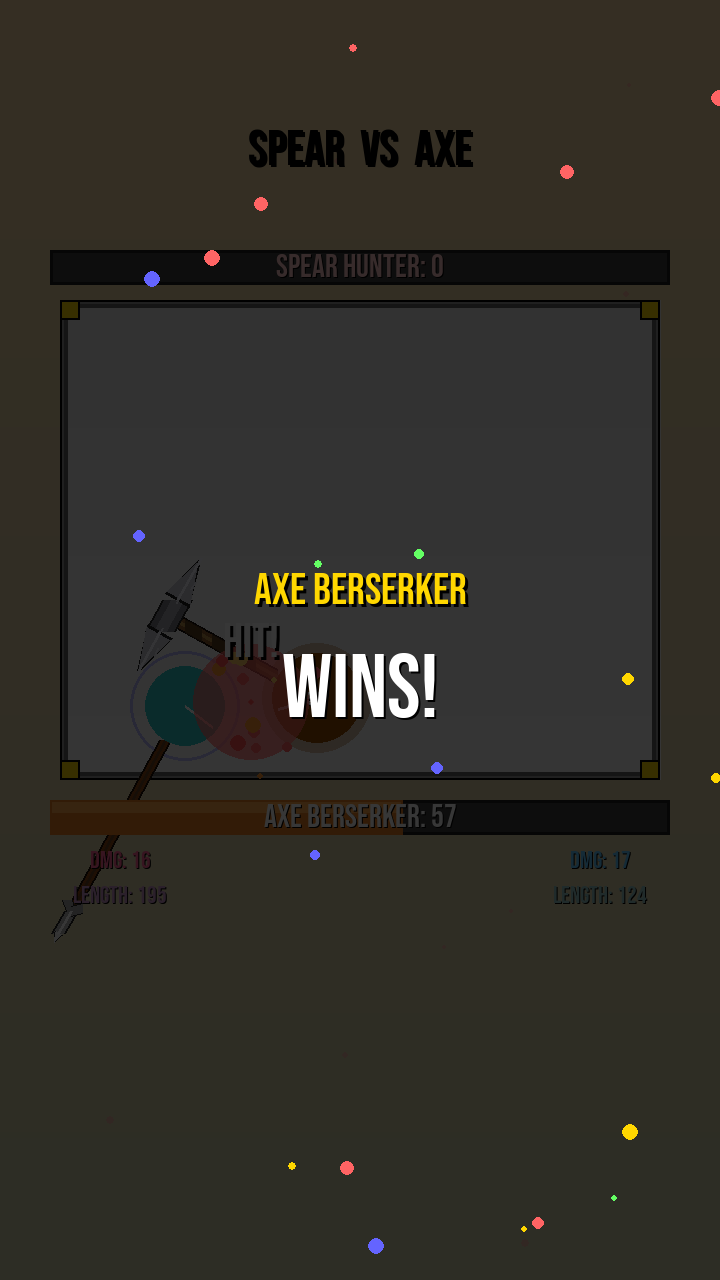 SPEAR VS AXE
SPEAR HUNTER: 0
AXE BERSERKER
HIT!
WINS!
AXE BERSERKER: 57
DMG: 16
DMG: 17
LENGTH: 195
LENGTH: 124